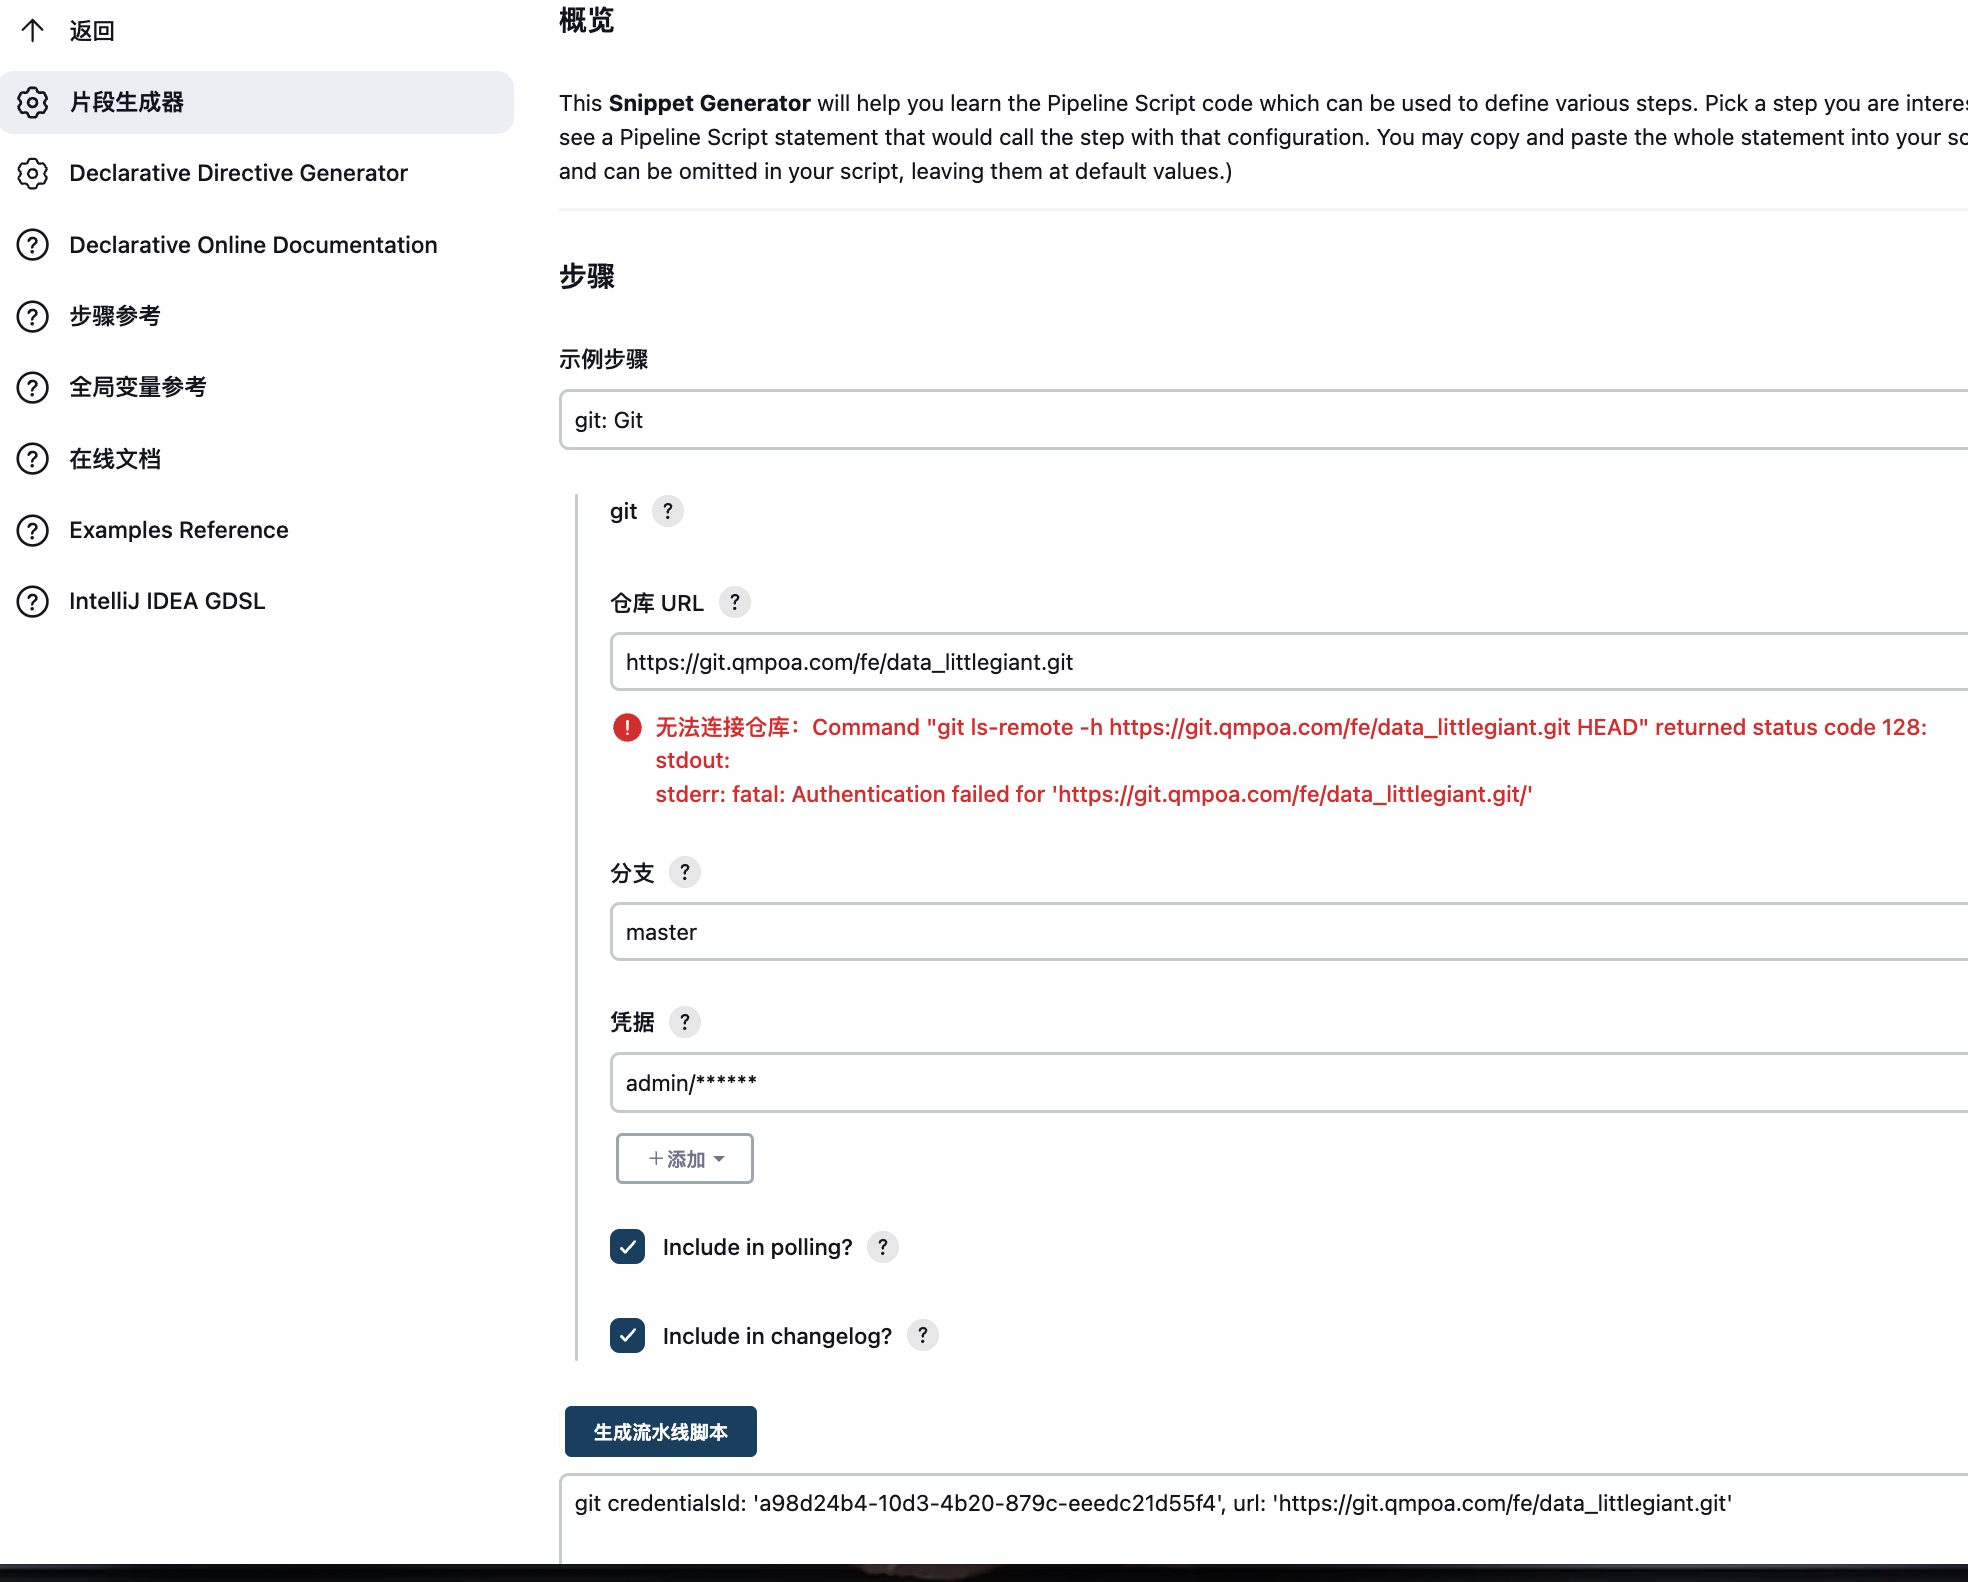 返回
片段生成器
Declarative Directive Generator
Declarative Online Documentation
步骤参考
全局变量参考
在线文档
Examples Reference
IntelliJ IDEA GDSL
概览
This Snippet Generator will help you learn the Pipeline Script code which can be used to define various steps. Pick a step you are
see a Pipeline Script statement that would call the step with that configuration. You may copy and paste the whole statement into your
and can be omitted in your script, leaving them at default values.)
步骤
示例步骤
git: Git
git ?
仓库 URL ?
https://git.qmpoa.com/fe/data_littlegiant.git
无法连接仓库：Command "git ls-remote -h https://git.qmpoa.com/fe/data_littlegiant.git HEAD" returned status code 128:
stdout:
stderr: fatal: Authentication failed for 'https://git.qmpoa.com/fe/data_littlegiant.git/'
分支 ?
master
凭据 ?
admin/******
+添加
Include in polling? ?
Include in changelog? ?
生成流水线脚本
git credentialsId: 'a98d24b4-10d3-4b20-879c-eeedc21d55f4', url: 'https://git.qmpoa.com/fe/data_littlegiant.git'